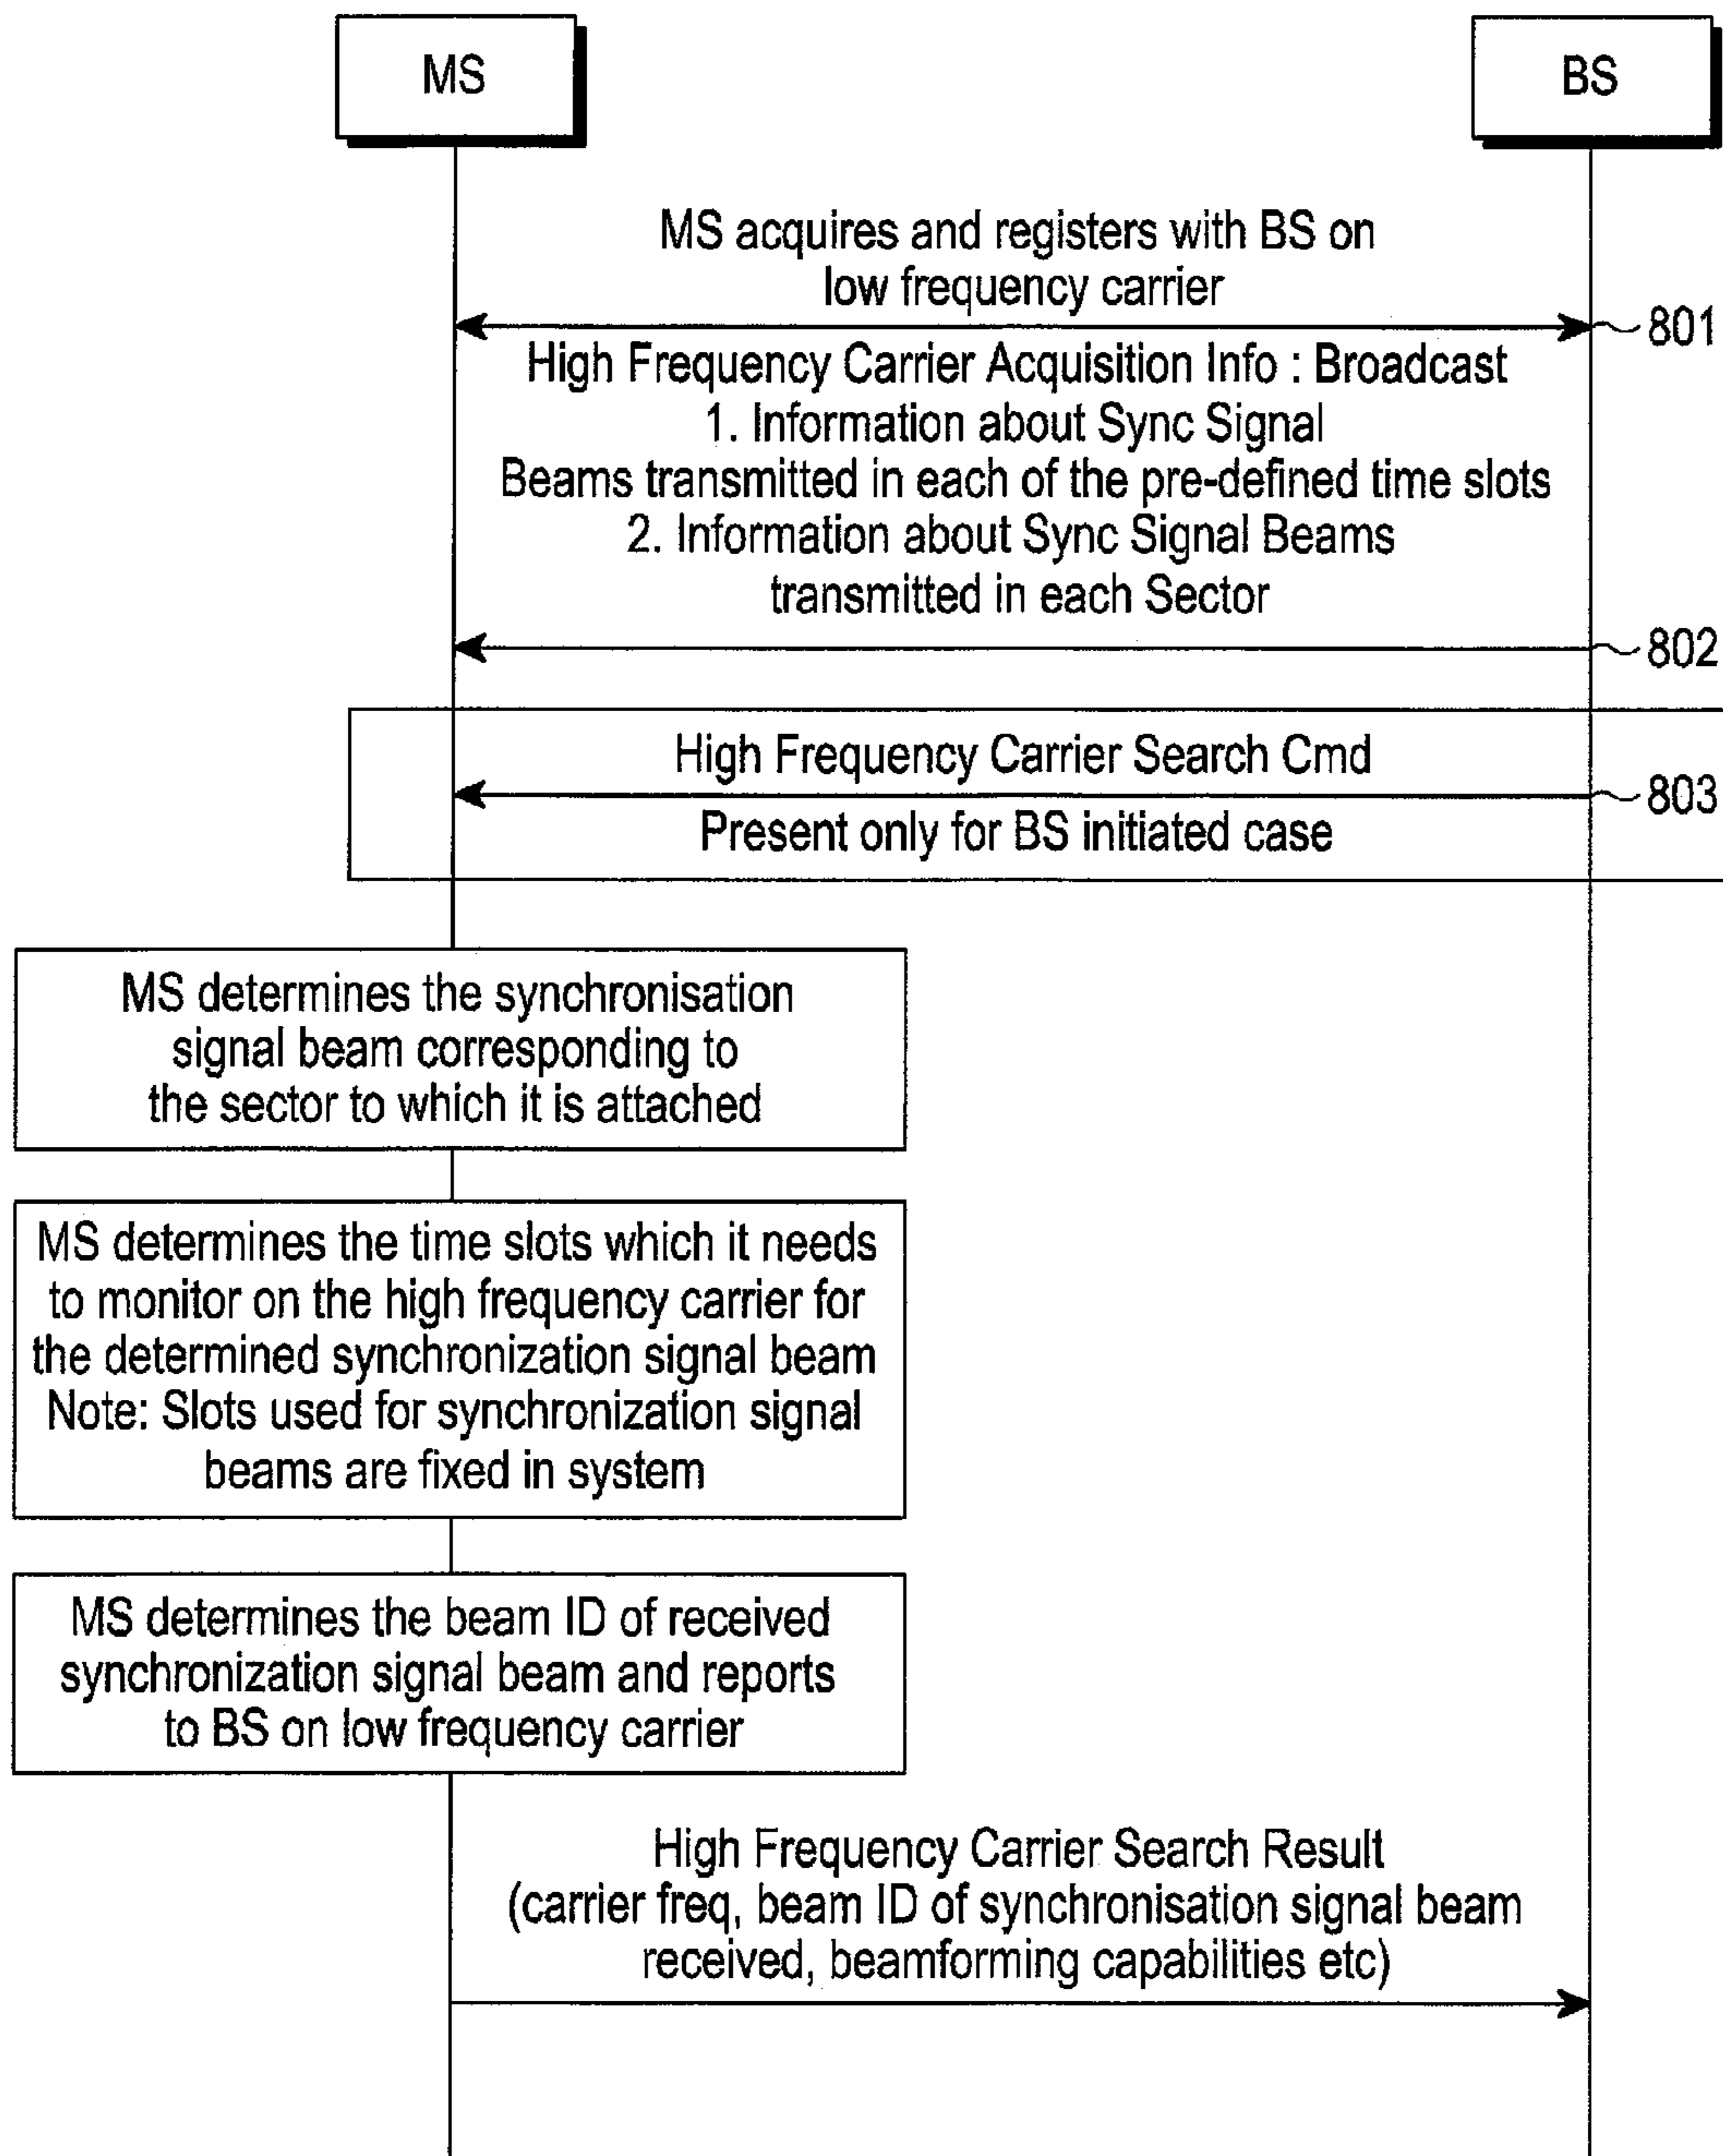 MS
BS
MS acquires and registers with BS on
low frequency carrier
801
High Frequency Carrier Acquisition Info : Broadcast
1. Information about Sync Signal
Beams transmitted in each of the pre-defined time slots
2. Information about Sync Signal Beams
transmitted in each Sector
802
High Frequency Carrier Search Cmd
803
Present only for BS initiated case
MS determines the synchronisation
signal beam corresponding to
the sector to which it is attached
MS determines the time slots which it needs
to monitor on the high frequency carrier for
the determined synchronization signal beam
Note: Slots used for synchronization signal
beams are fixed in system
MS determines the beam ID of received
synchronization signal beam and reports
to BS on low frequency carrier
High Frequency Carrier Search Result
(carrier freq, beam ID of synchronisation signal beam
received, beamforming capabilities etc)